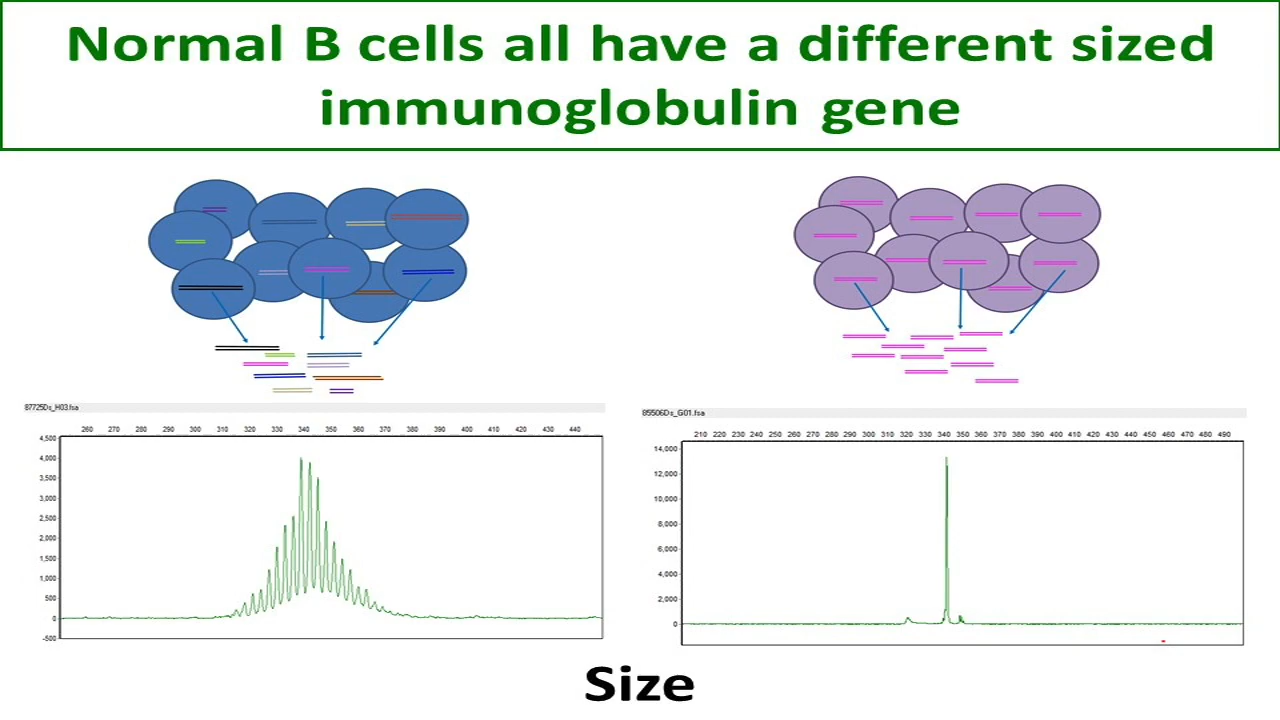 Normal B cells all have a different sized
immunoglobulin gene
87725Ds_H03.fsa
260 270 280 290 300 310 320 330 340 350 360 370 380 390 400 410 420 430 440
4,500
4,000
3,500
3,000
2,500
2,000
1,500
1,000
500
0
-500
85506Ds_G01.fsa
210 220 230 240 250 260 270 280 290 300 310 320 330 340 350 360 370 380 390 400 410 420 430 440 450 460 470 480 490
14,000
12,000
10,000
8,000
6,000
4,000
2,000
0
Size